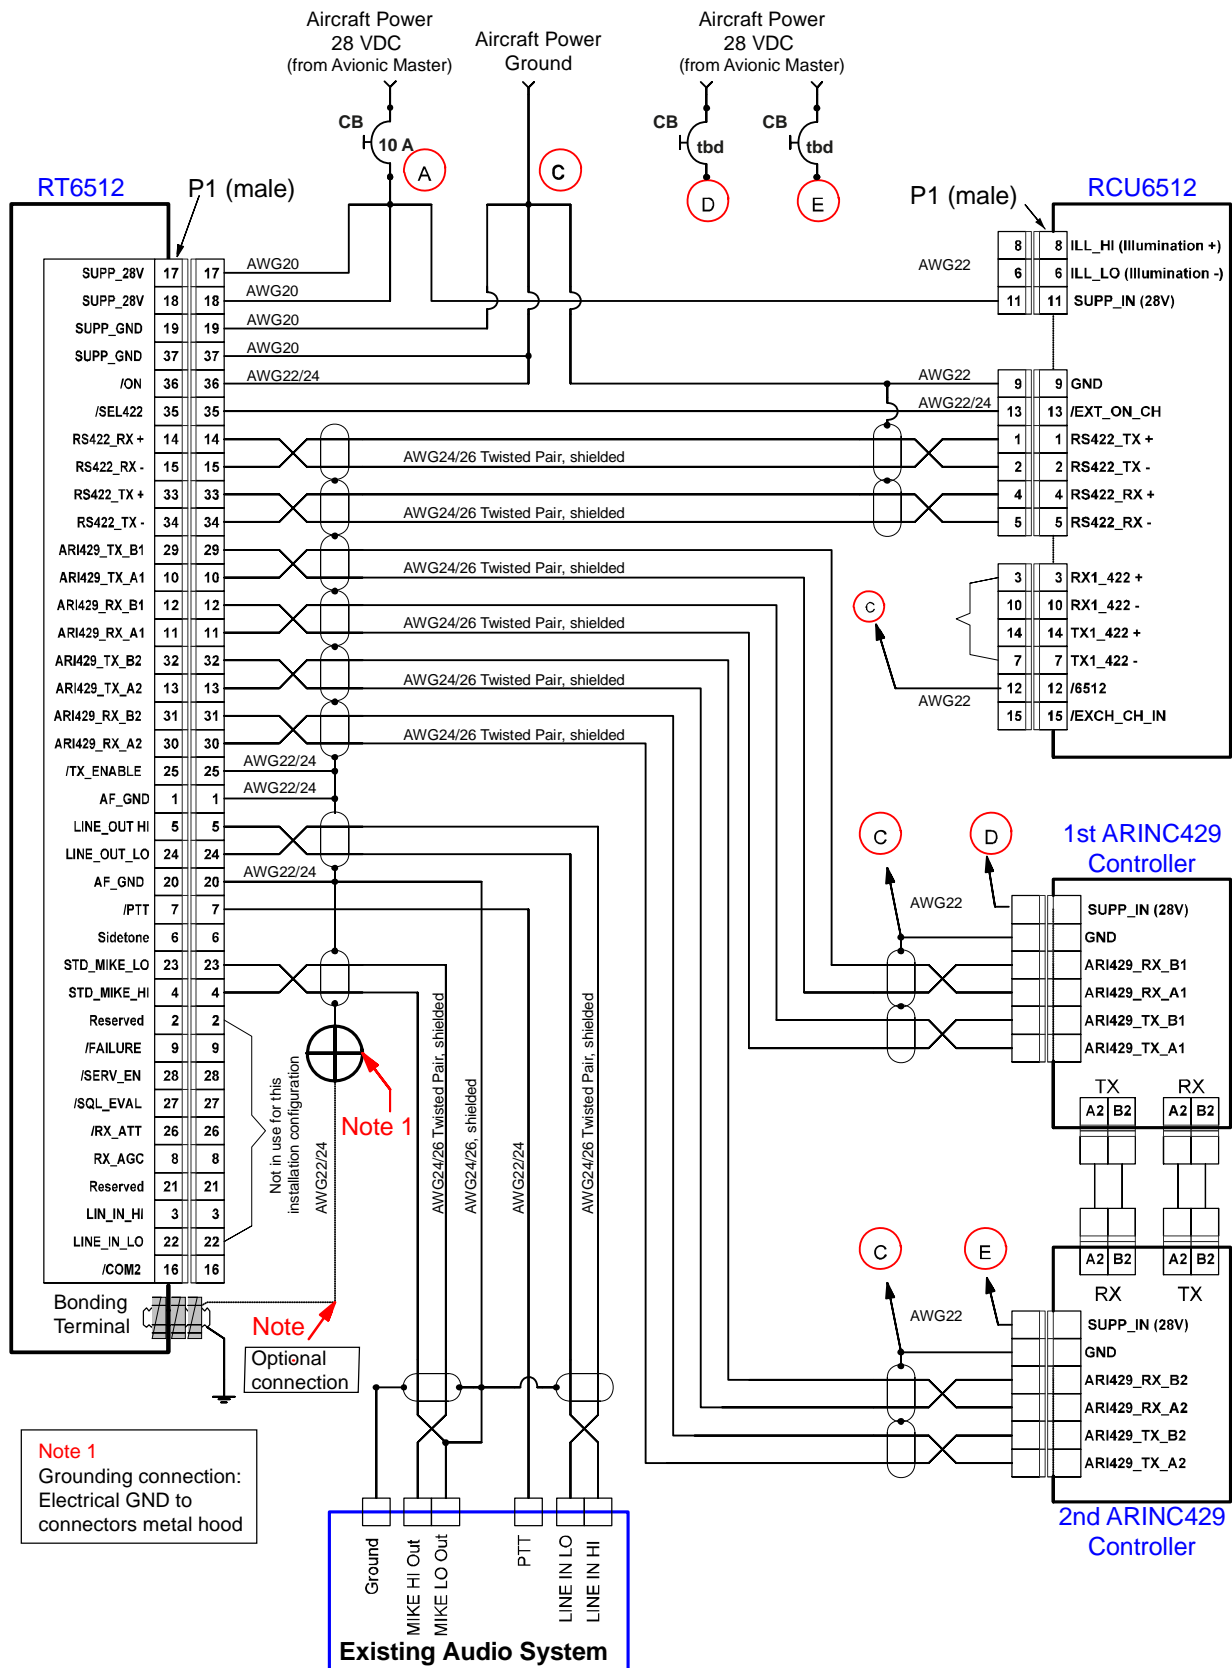 Aircraft Power
28 VDC
(from Avionic Master)
Aircraft Power
Ground
Aircraft Power
28 VDC
(from Avionic Master)
CB
10 A
A
C
CB
tbd
D
CB
tbd
E
RT6512
P1 (male)
SUPP_28V 17 17 AWG20
SUPP_28V 18 18 AWG20
SUPP_GND 19 19 AWG20
SUPP_GND 37 37 AWG20
/ON 36 36 AWG22/24
/SEL422 35 35
RS422_RX + 14 14
RS422_RX - 15 15 AWG24/26 Twisted Pair, shielded
RS422_TX + 33 33
RS422_TX - 34 34 AWG24/26 Twisted Pair, shielded
ARI429_TX_B1 29 29
ARI429_TX_A1 10 10 AWG24/26 Twisted Pair, shielded
ARI429_RX_B1 12 12
ARI429_RX_A1 11 11 AWG24/26 Twisted Pair, shielded
ARI429_TX_B2 32 32
ARI429_TX_A2 13 13 AWG24/26 Twisted Pair, shielded
ARI429_RX_B2 31 31
ARI429_RX_A2 30 30 AWG24/26 Twisted Pair, shielded
/TX_ENABLE 25 25 AWG22/24
AF_GND 1 1 AWG22/24
LINE_OUT HI 5 5
LINE_OUT_LO 24 24
AF_GND 20 20 AWG22/24
/PTT 7 7
Sidetone 6 6
STD_MIKE_LO 23 23
STD_MIKE_HI 4 4
Reserved 2 2
/FAILURE 9 9
/SERV_EN 28 28
/SQL_EVAL 27 27
/RX_ATT 26 26
RX_AGC 8 8
Reserved 21 21
LIN_IN_HI 3 3
LINE_IN_LO 22 22
/COM2 16 16
Not in use for this
installation configuration
AWG22/24
Note 1
AWG24/26 Twisted Pair, shielded
AWG24/26, shielded
AWG22/24
AWG24/26 Twisted Pair, shielded
Bonding
Terminal
Note
Optional
connection
Note 1
Grounding connection:
Electrical GND to
connectors metal hood
Ground
MIKE HI Out
MIKE LO Out
PTT
LINE IN LO
LINE IN HI
Existing Audio System
RCU6512
P1 (male)
AWG22
8 8 ILL_HI (Illumination +)
6 6 ILL_LO (Illumination -)
11 11 SUPP_IN (28V)
AWG22 9 9 GND
AWG22/24 13 13 /EXT_ON_CH
1 1 RS422_TX +
2 2 RS422_TX -
4 4 RS422_RX +
5 5 RS422_RX -
3 3 RX1_422 +
10 10 RX1_422 -
14 14 TX1_422 +
7 7 TX1_422 -
C
AWG22 12 12 /6512
15 15 /EXCH_CH_IN
1st ARINC429
Controller
C
D
AWG22
SUPP_IN (28V)
GND
ARI429_RX_B1
ARI429_RX_A1
ARI429_TX_B1
ARI429_TX_A1
TX RX
A2 B2 A2 B2
A2 B2 A2 B2
RX TX
C
E
AWG22
SUPP_IN (28V)
GND
ARI429_RX_B2
ARI429_RX_A2
ARI429_TX_B2
ARI429_TX_A2
2nd ARINC429
Controller